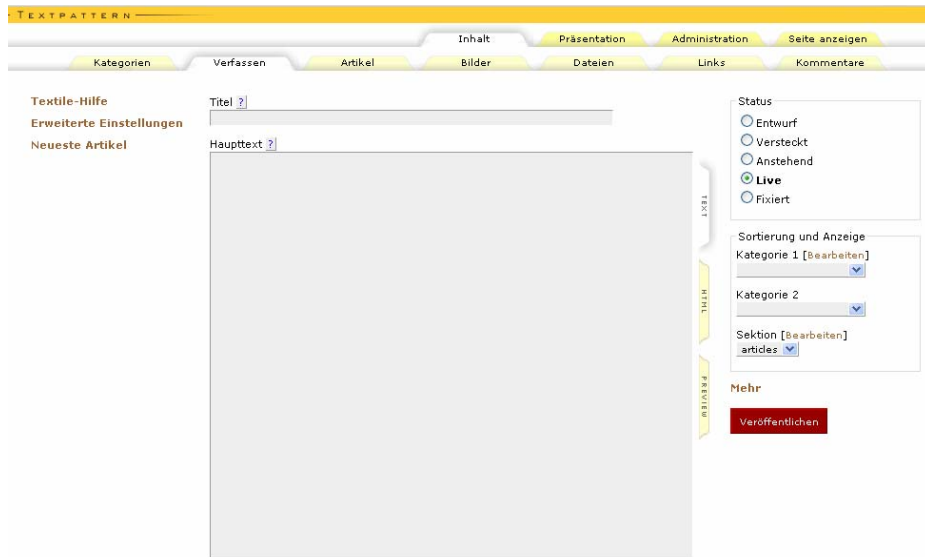 TEXTPATTERN
Inhalt Präsentation Administration Seite anzeigen
Kategorien Verfassen Artikel Bilder Dateien Links Kommentare
Textile-Hilfe
Erweiterte Einstellungen
Neueste Artikel
Titel ?
Haupttext ?
TEXT
HTML
PREVIEW
Status
Entwurf
Versteckt
Anstehend
Live
Fixiert
Sortierung und Anzeige
Kategorie 1 [Bearbeiten]
Kategorie 2
Sektion [Bearbeiten]
articles
Mehr
Veröffentlichen